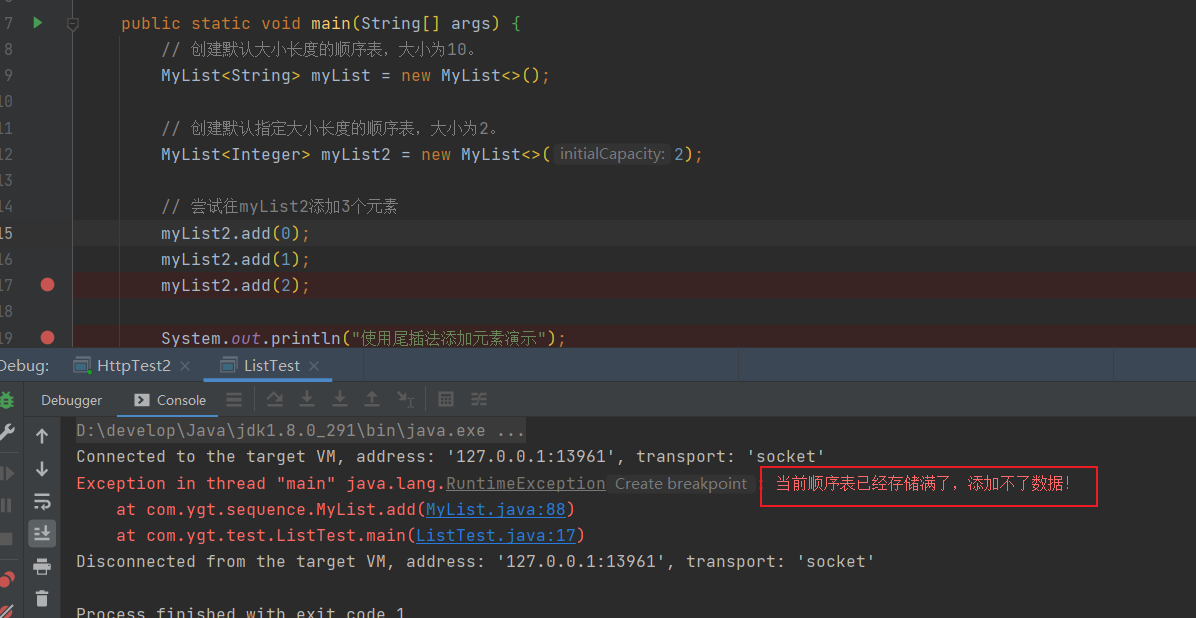 7 public static void main(String[] args) {
8 // 创建默认大小长度的顺序表，大小为10。
9 MyList<String> myList = new MyList<>();
10
11 // 创建默认指定大小长度的顺序表，大小为2。
12 MyList<Integer> myList2 = new MyList<>( initialCapacity: 2);
13
14 // 尝试往myList2添加3个元素
15 myList2.add(0);
16 myList2.add(1);
17 myList2.add(2);
18
19 System.out.println("使用尾插法添加元素演示");
Debug: HttpTest2 ListTest
Debugger Console
D:\develop\Java\jdk1.8.0_291\bin\java.exe ...
Connected to the target VM, address: '127.0.0.1:13961', transport: 'socket'
Exception in thread "main" java.lang.RuntimeException Create breakpoint : 当前顺序表已经存储满了，添加不了数据！
at com.ygt.sequence.MyList.add(MyList.java:88)
at com.ygt.test.ListTest.main(ListTest.java:17)
Disconnected from the target VM, address: '127.0.0.1:13961', transport: 'socket'
Process finished with exit code 1